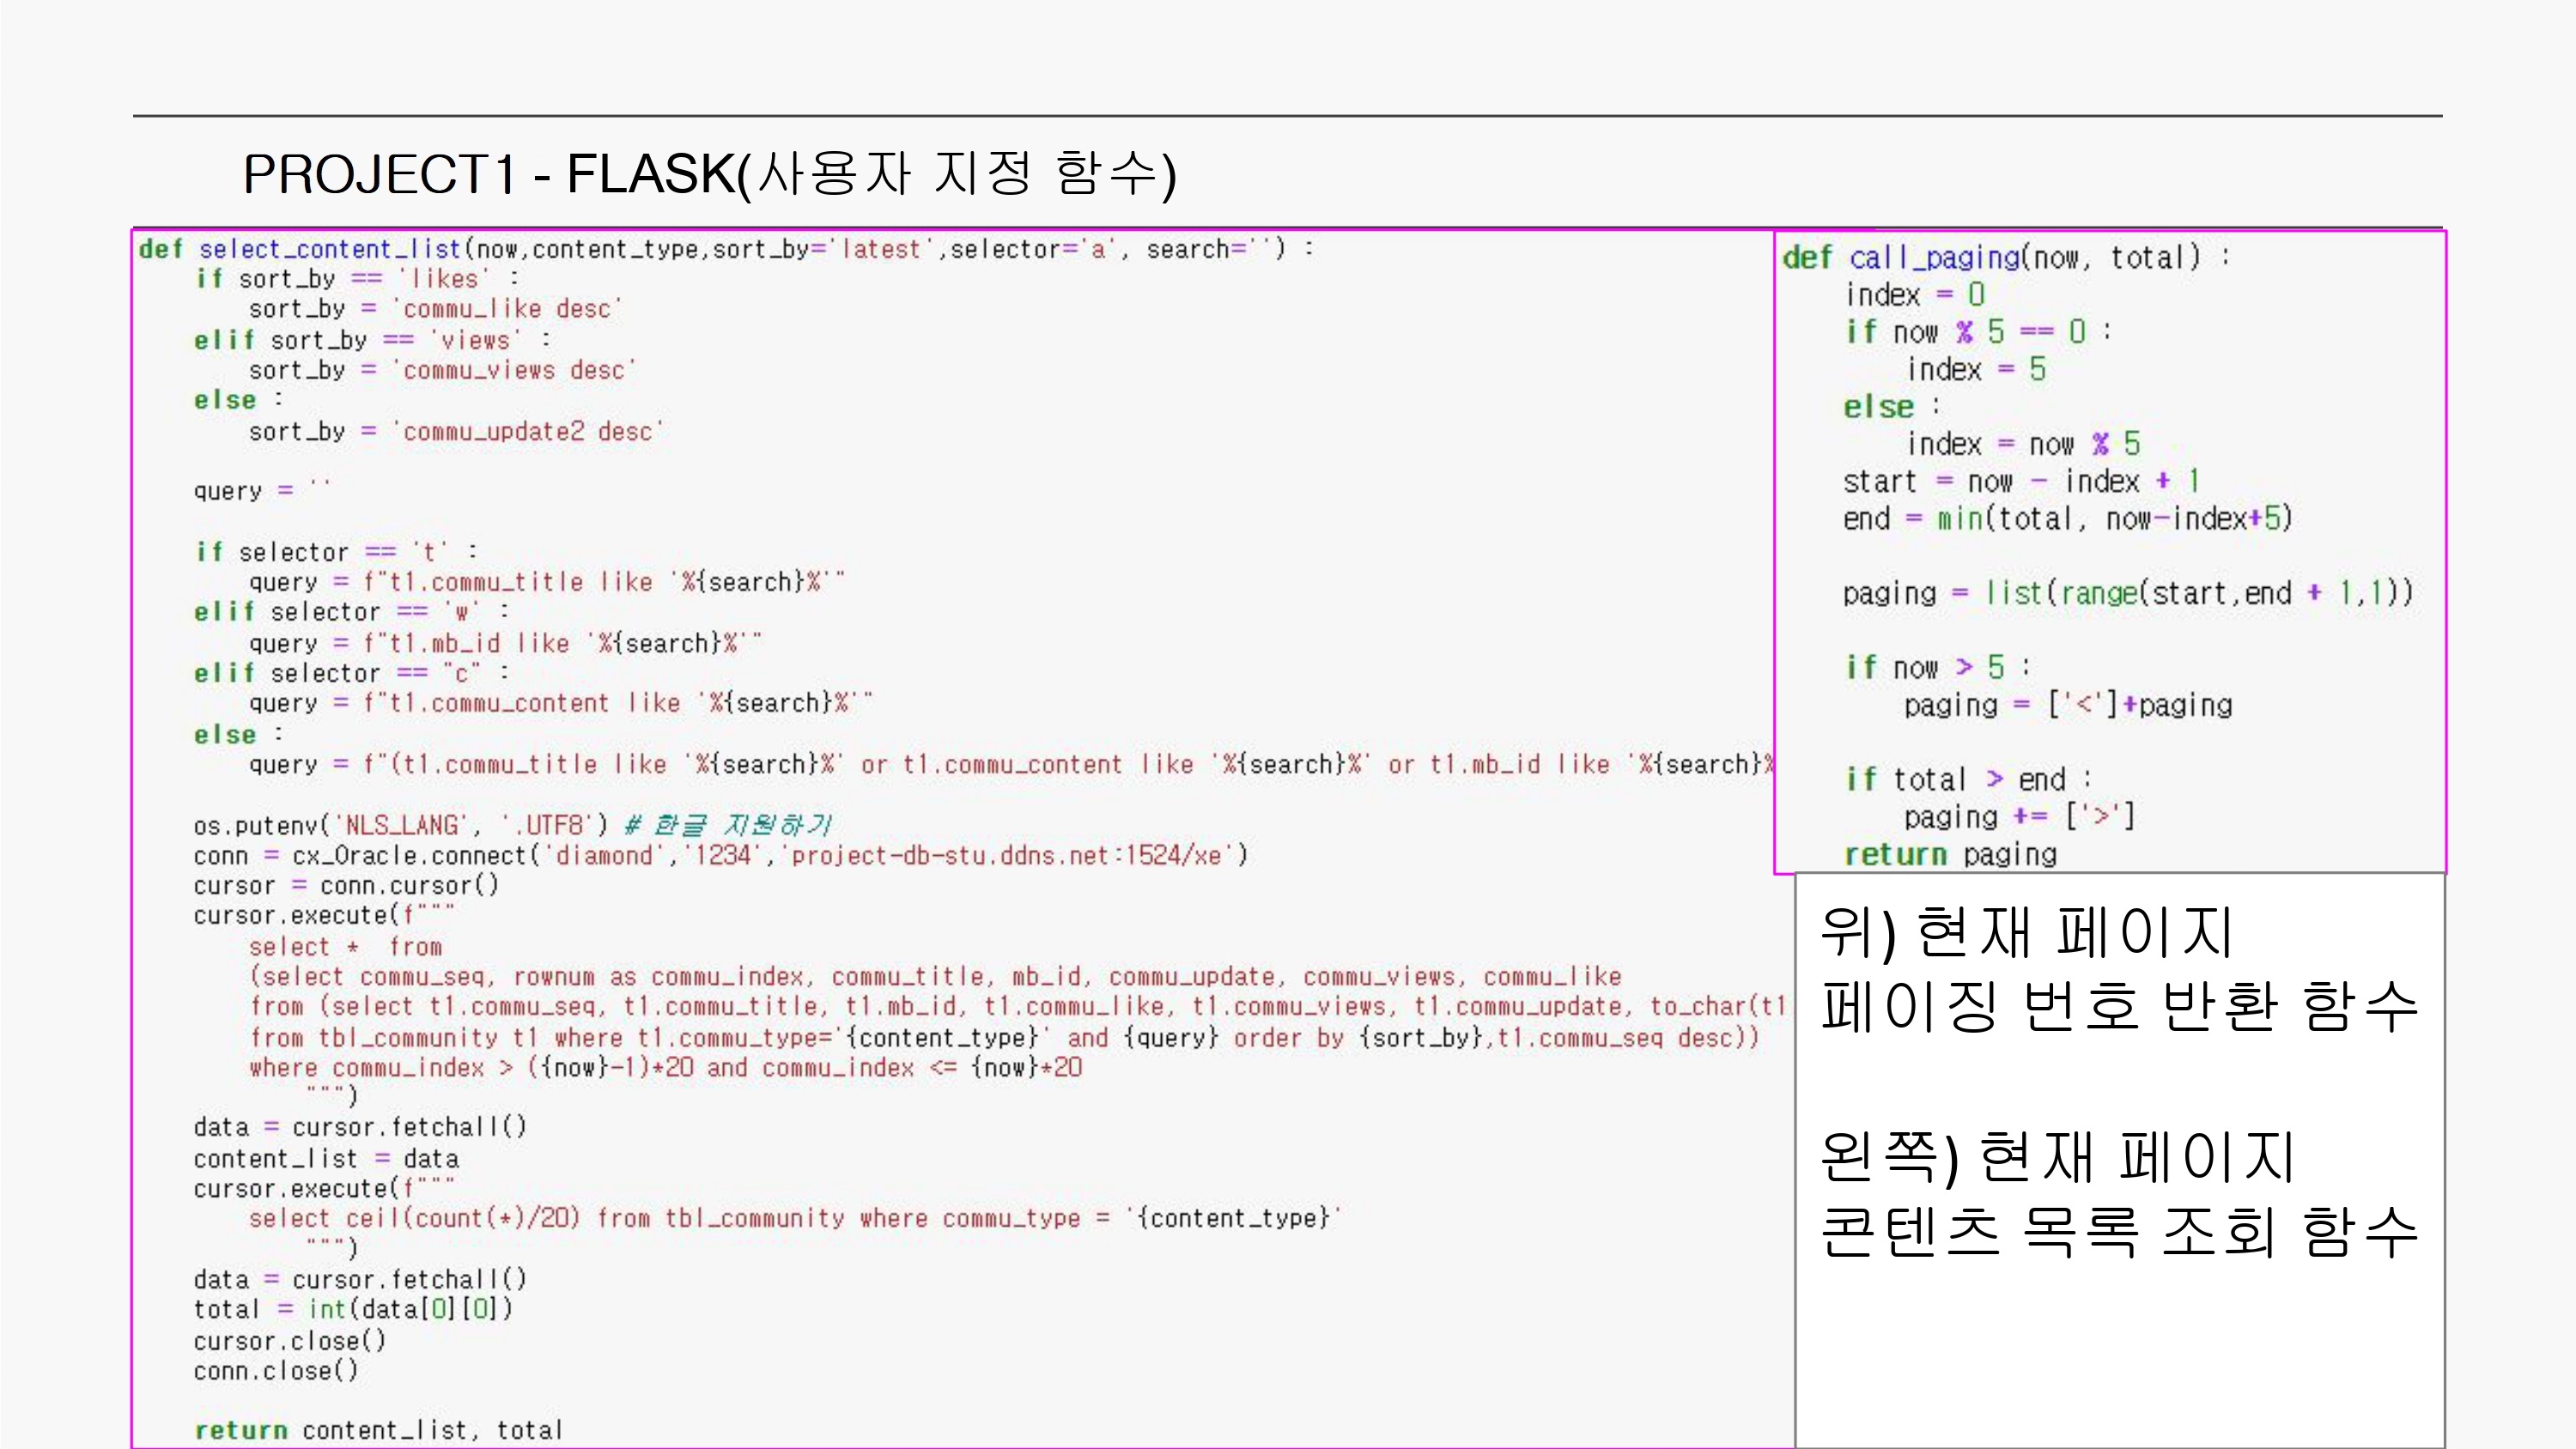 PROJECT1 - FLASK(사용자 지정 함수)
def select_content_list(now,content_type,sort_by='latest',selector='a', search='') :
    if sort_by == 'likes' :
        sort_by = 'commu_like desc'
    elif sort_by == 'views' :
        sort_by = 'commu_views desc'
    else :
        sort_by = 'commu_update2 desc'
    query = ''
    if selector == 't' :
        query = f"t1.commu_title like '%{search}%'"
    elif selector == 'w' :
        query = f"t1.mb_id like '%{search}%'"
    elif selector == "c" :
        query = f"t1.commu_content like '%{search}%'"
    else :
        query = f"(t1.commu_title like '%{search}%' or t1.commu_content like '%{search}%' or t1.mb_id like '%{search}%
    os.putenv('NLS_LANG', '.UTF8') # 한글 지원하기
    conn = cx_Oracle.connect('diamond','1234','project-db-stu.ddns.net:1524/xe')
    cursor = conn.cursor()
    cursor.execute(f"""
        select *  from
        (select commu_seq, rownum as commu_index, commu_title, mb_id, commu_update, commu_views, commu_like
        from (select t1.commu_seq, t1.commu_title, t1.mb_id, t1.commu_like, t1.commu_views, t1.commu_update, to_char(t1
        from tbl_community t1 where t1.commu_type='{content_type}' and {query} order by {sort_by},t1.commu_seq desc))
        where commu_index > ({now}-1)*20 and commu_index <= {now}*20
            """)
    data = cursor.fetchall()
    content_list = data
    cursor.execute(f"""
        select ceil(count(*)/20) from tbl_community where commu_type = '{content_type}'
            """)
    data = cursor.fetchall()
    total = int(data[0][0])
    cursor.close()
    conn.close()
    return content_list, total
def call_paging(now, total) :
    index = 0
    if now % 5 == 0 :
        index = 5
    else :
        index = now % 5
    start = now - index + 1
    end = min(total, now-index+5)
    paging = list(range(start,end + 1,1))
    if now > 5 :
        paging = ['<']+paging
    if total > end :
        paging += ['>']
    return paging
위) 현재 페이지
페이징 번호 반환 함수
왼쪽) 현재 페이지
콘텐츠 목록 조회 함수